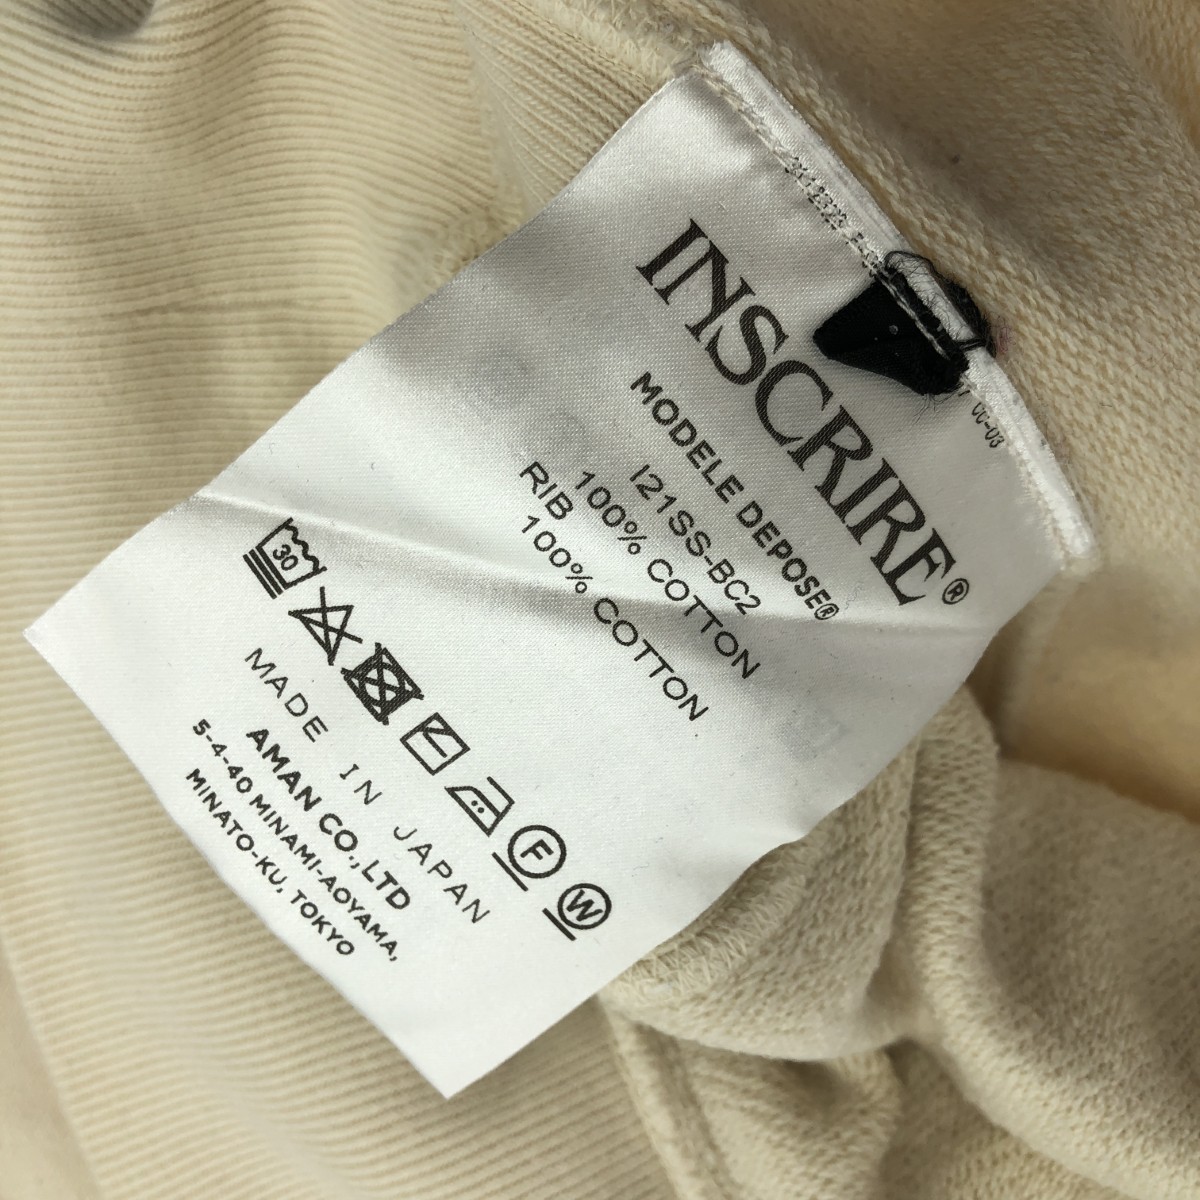 INSCRIRE®
MODELE DEPOSE®
I21SS-BC2
100% COTTON
RIB
100% COTTON
30
F
W
MADE IN JAPAN
AMAN CO., LTD
5-4-40 MINAMI-AOYAMA,
MINATO-KU, TOKYO